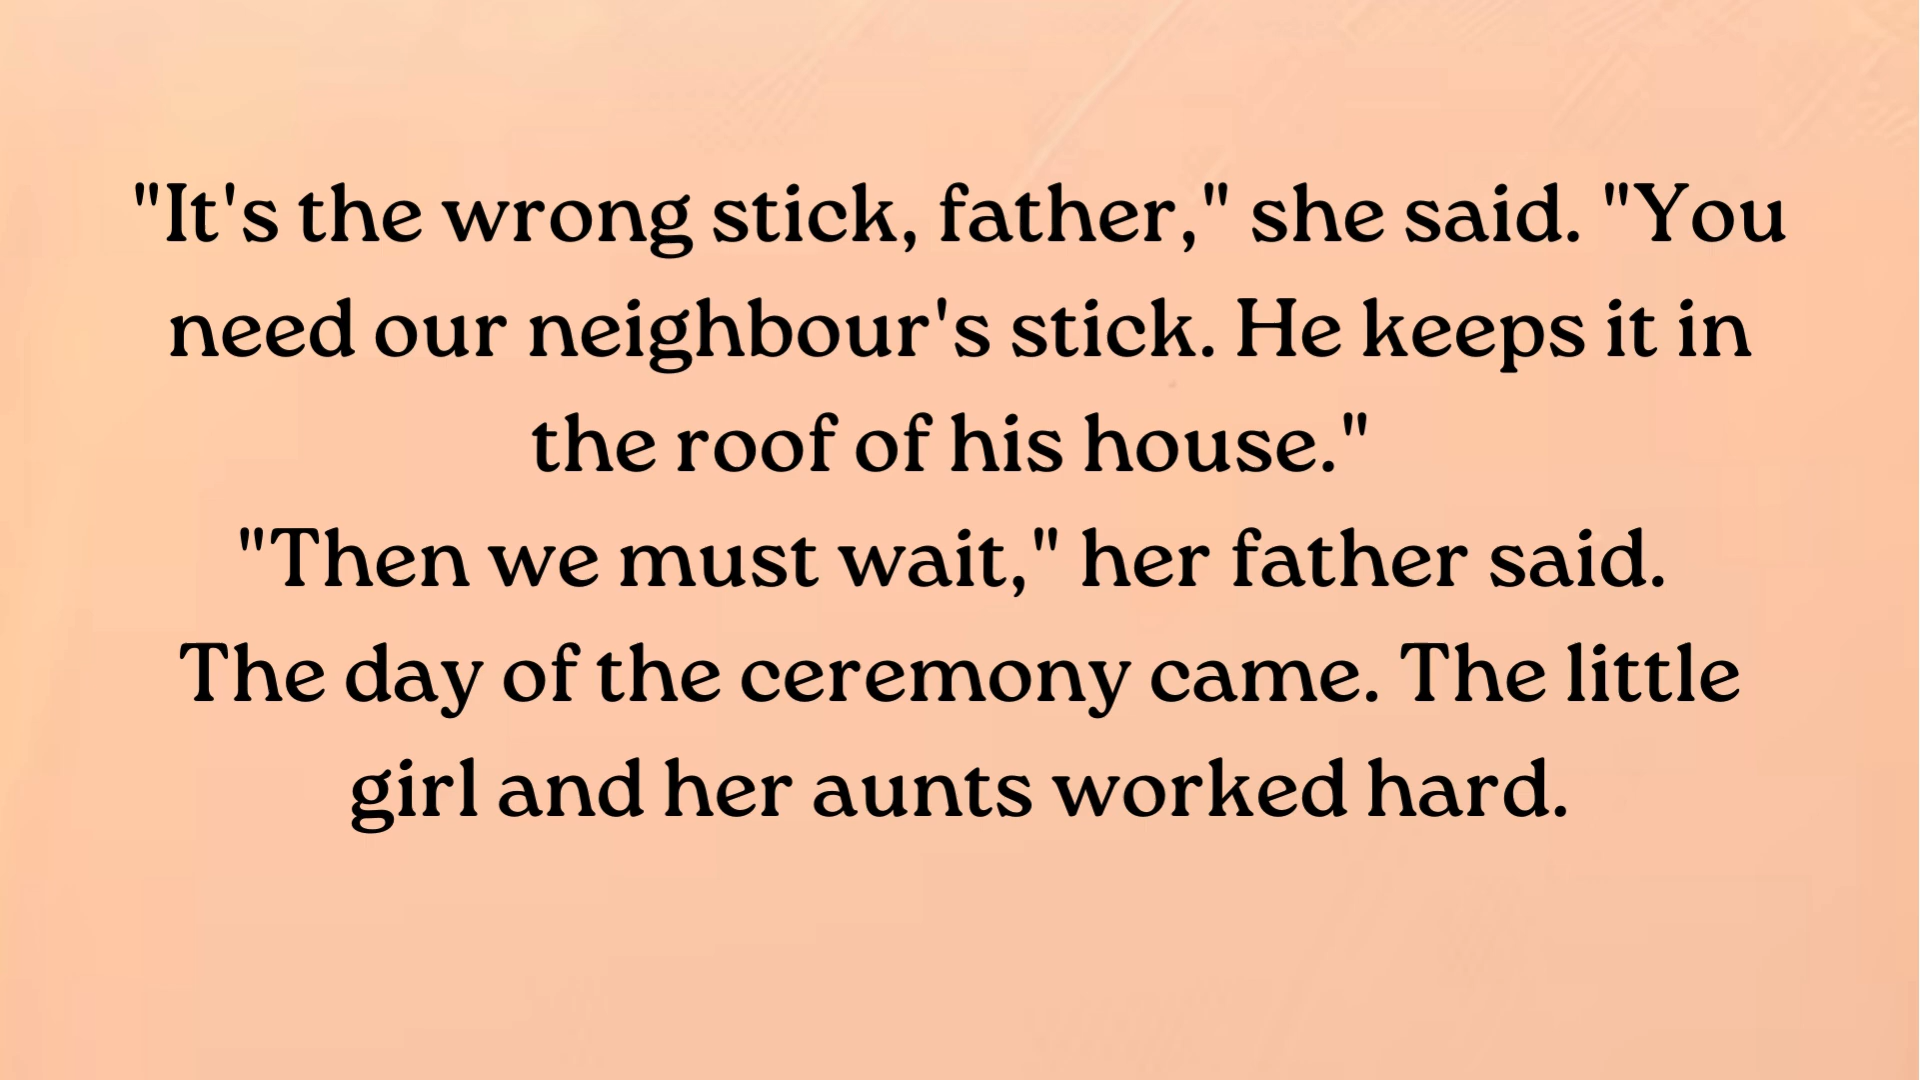 "It's the wrong stick, father," she said. "You
need our neighbour's stick. He keeps it in
the roof of his house."
"Then we must wait," her father said.
The day of the ceremony came. The little
girl and her aunts worked hard.